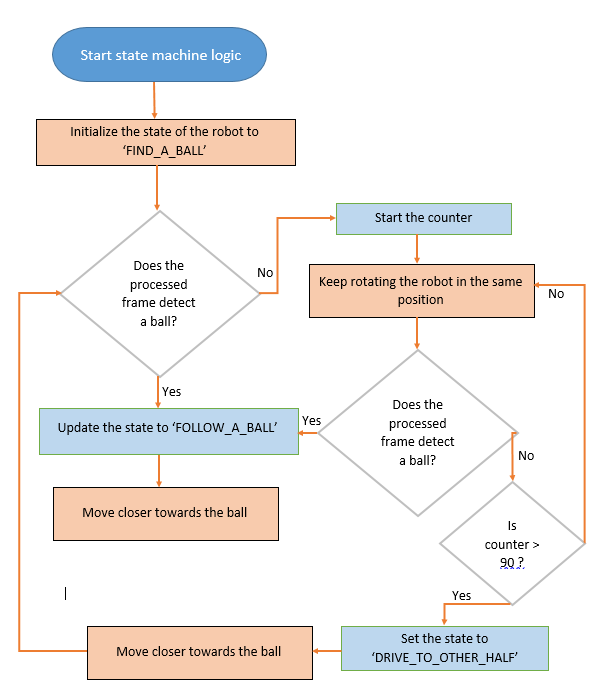 Start state machine logic
Initialize the state of the robot to
‘FIND_A_BALL’
Does the
processed
frame detect
a ball?
No
Start the counter
Keep rotating the robot in the same
position
No
Yes
Update the state to ‘FOLLOW_A_BALL’
Yes
Does the
processed
frame detect
a ball?
No
Move closer towards the ball
Is
counter >
90 ?
Yes
Set the state to
‘DRIVE_TO_OTHER_HALF’
Move closer towards the ball